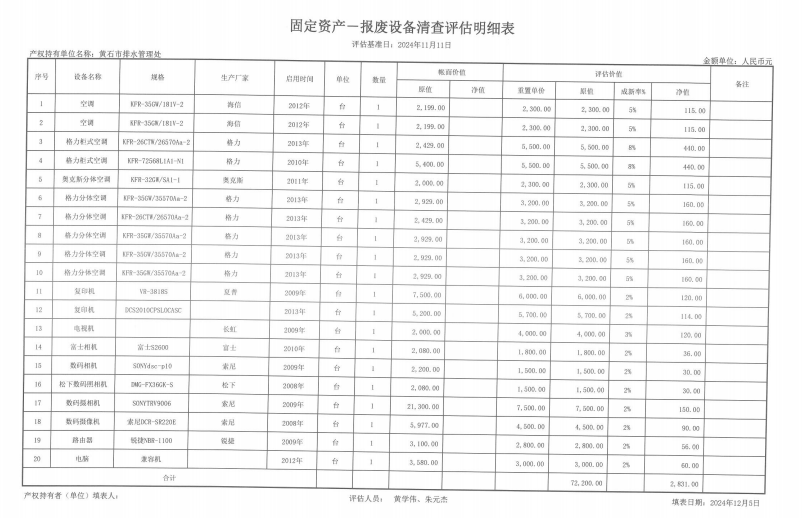 固定资产－报废设备清查评估明细表
评估基准日：2024年11月11日
产权持有单位名称：黄石市排水管理处 金额单位：人民币元
序号 设备名称 规格 生产厂家 启用时间 单位 数量 帐面价值 评估价值 备注
原值 净值 重置单价 原值 成新率% 净值
1 空调 KFR-35GW/181V-2 海信 2012年 台 1 2,199.00 2,300.00 2,300.00 5% 115.00
2 空调 KFR-35GW/181V-2 海信 2012年 台 1 2,199.00 2,300.00 2,300.00 5% 115.00
3 格力柜式空调 KFR-26CTW/26570Aa-2 格力 2013年 台 1 2,429.00 5,500.00 5,500.00 8% 440.00
4 格力柜式空调 KFR-72568L1A1-N1 格力 2010年 台 1 5,400.00 5,500.00 5,500.00 8% 440.00
5 奥克斯分体空调 KFR-32GW/SA1-1 奥克斯 2011年 台 1 2,000.00 2,300.00 2,300.00 5% 115.00
6 格力分体空调 KFR-35GW/35570Aa-2 格力 2013年 台 1 2,929.00 3,200.00 3,200.00 5% 160.00
7 格力分体空调 KFR-26CTW/26570Aa-2 格力 2013年 台 1 2,429.00 3,200.00 3,200.00 5% 160.00
8 格力分体空调 KFR-35GW/35570Aa-2 格力 2013年 台 1 2,929.00 3,200.00 3,200.00 5% 160.00
9 格力分体空调 KFR-35GW/35570Aa-2 格力 2013年 台 1 2,929.00 3,200.00 3,200.00 5% 160.00
10 格力分体空调 KFR-35GW/35570Aa-2 格力 2013年 台 1 2,929.00 3,200.00 3,200.00 5% 160.00
11 复印机 VB-3818S 夏普 2009年 台 1 7,500.00 6,000.00 6,000.00 2% 120.00
12 复印机 DCS2010CPSLOCASC 2013年 台 1 5,200.00 5,700.00 5,700.00 2% 114.00
13 电视机 长虹 2009年 台 1 2,000.00 4,000.00 4,000.00 3% 120.00
14 富士相机 富士S2600 富士 2010年 台 1 2,080.00 1,800.00 1,800.00 2% 36.00
15 数码相机 SONYdsc-p10 索尼 2009年 台 1 2,200.00 1,500.00 1,500.00 2% 30.00
16 松下数码照相机 DMG-FX36GK-S 松下 2008年 台 1 2,080.00 1,500.00 1,500.00 2% 30.00
17 数码摄相机 SONYTRV9006 索尼 2009年 台 1 21,300.00 7,500.00 7,500.00 2% 150.00
18 数码摄像机 索尼DCR-SR220E 索尼 2008年 台 1 5,977.00 4,500.00 4,500.00 2% 90.00
19 路由器 锐捷NBR-1100 锐捷 2009年 台 1 3,100.00 2,800.00 2,800.00 2% 56.00
20 电脑 兼容机 2012年 台 1 3,580.00 3,000.00 3,000.00 2% 60.00
合计 72,200.00 2,831.00
产权持有者（单位）填表人： 评估人员： 黄学伟、朱元杰 填表日期：2024年12月5日